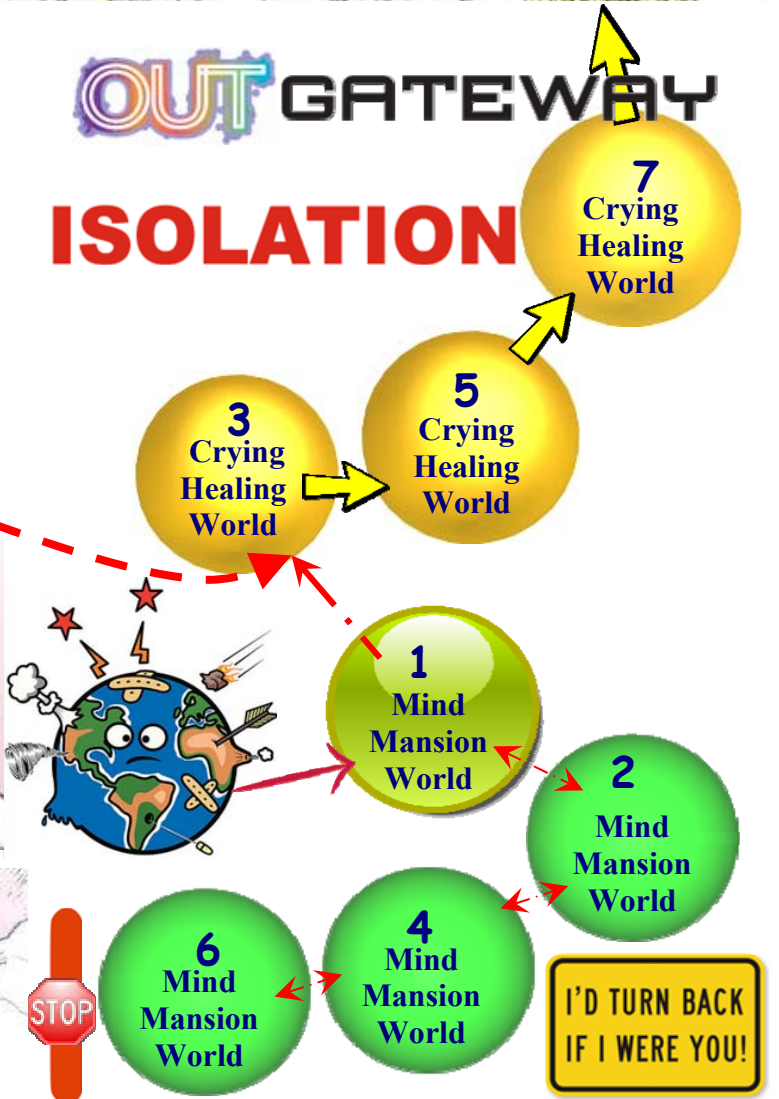 OUT GATEWAY
7
Crying
Healing
World
ISOLATION
5
Crying
Healing
World
3
Crying
Healing
World
1
Mind
Mansion
World
2
Mind
Mansion
World
4
Mind
Mansion
World
6
Mind
Mansion
World
STOP
I'D TURN BACK
IF I WERE YOU!